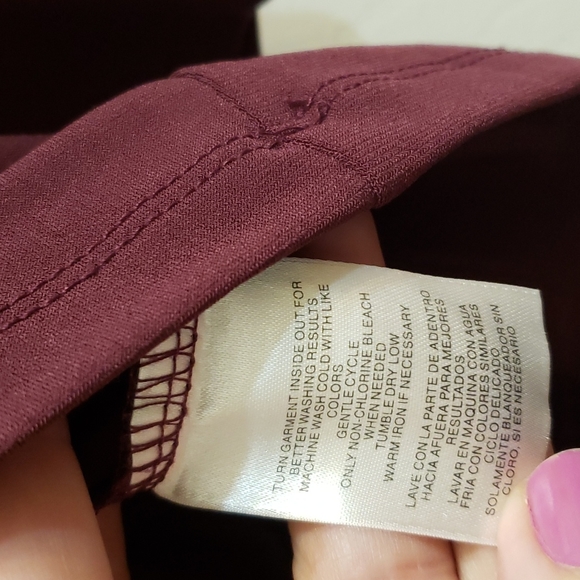 TURN GARMENT INSIDE OUT FOR
BETTER WASHING RESULTS
MACHINE WASH COLD WITH LIKE
COLORS
GENTLE CYCLE
ONLY NON-CHLORINE BLEACH
WHEN NEEDED
TUMBLE DRY LOW
WARM IRON IF NECESSARY
LAVE CON LA PARTE DE ADENTRO
HACIA AFUERA PARA MEJORES
RESULTADOS
LAVAR EN MAQUINA CON AGUA
FRIA CON COLORES SIMILARES
CICLO DELICADO
SOLAMENTE BLANQUEADOR SIN
CLORO, SI ES NECESARIO